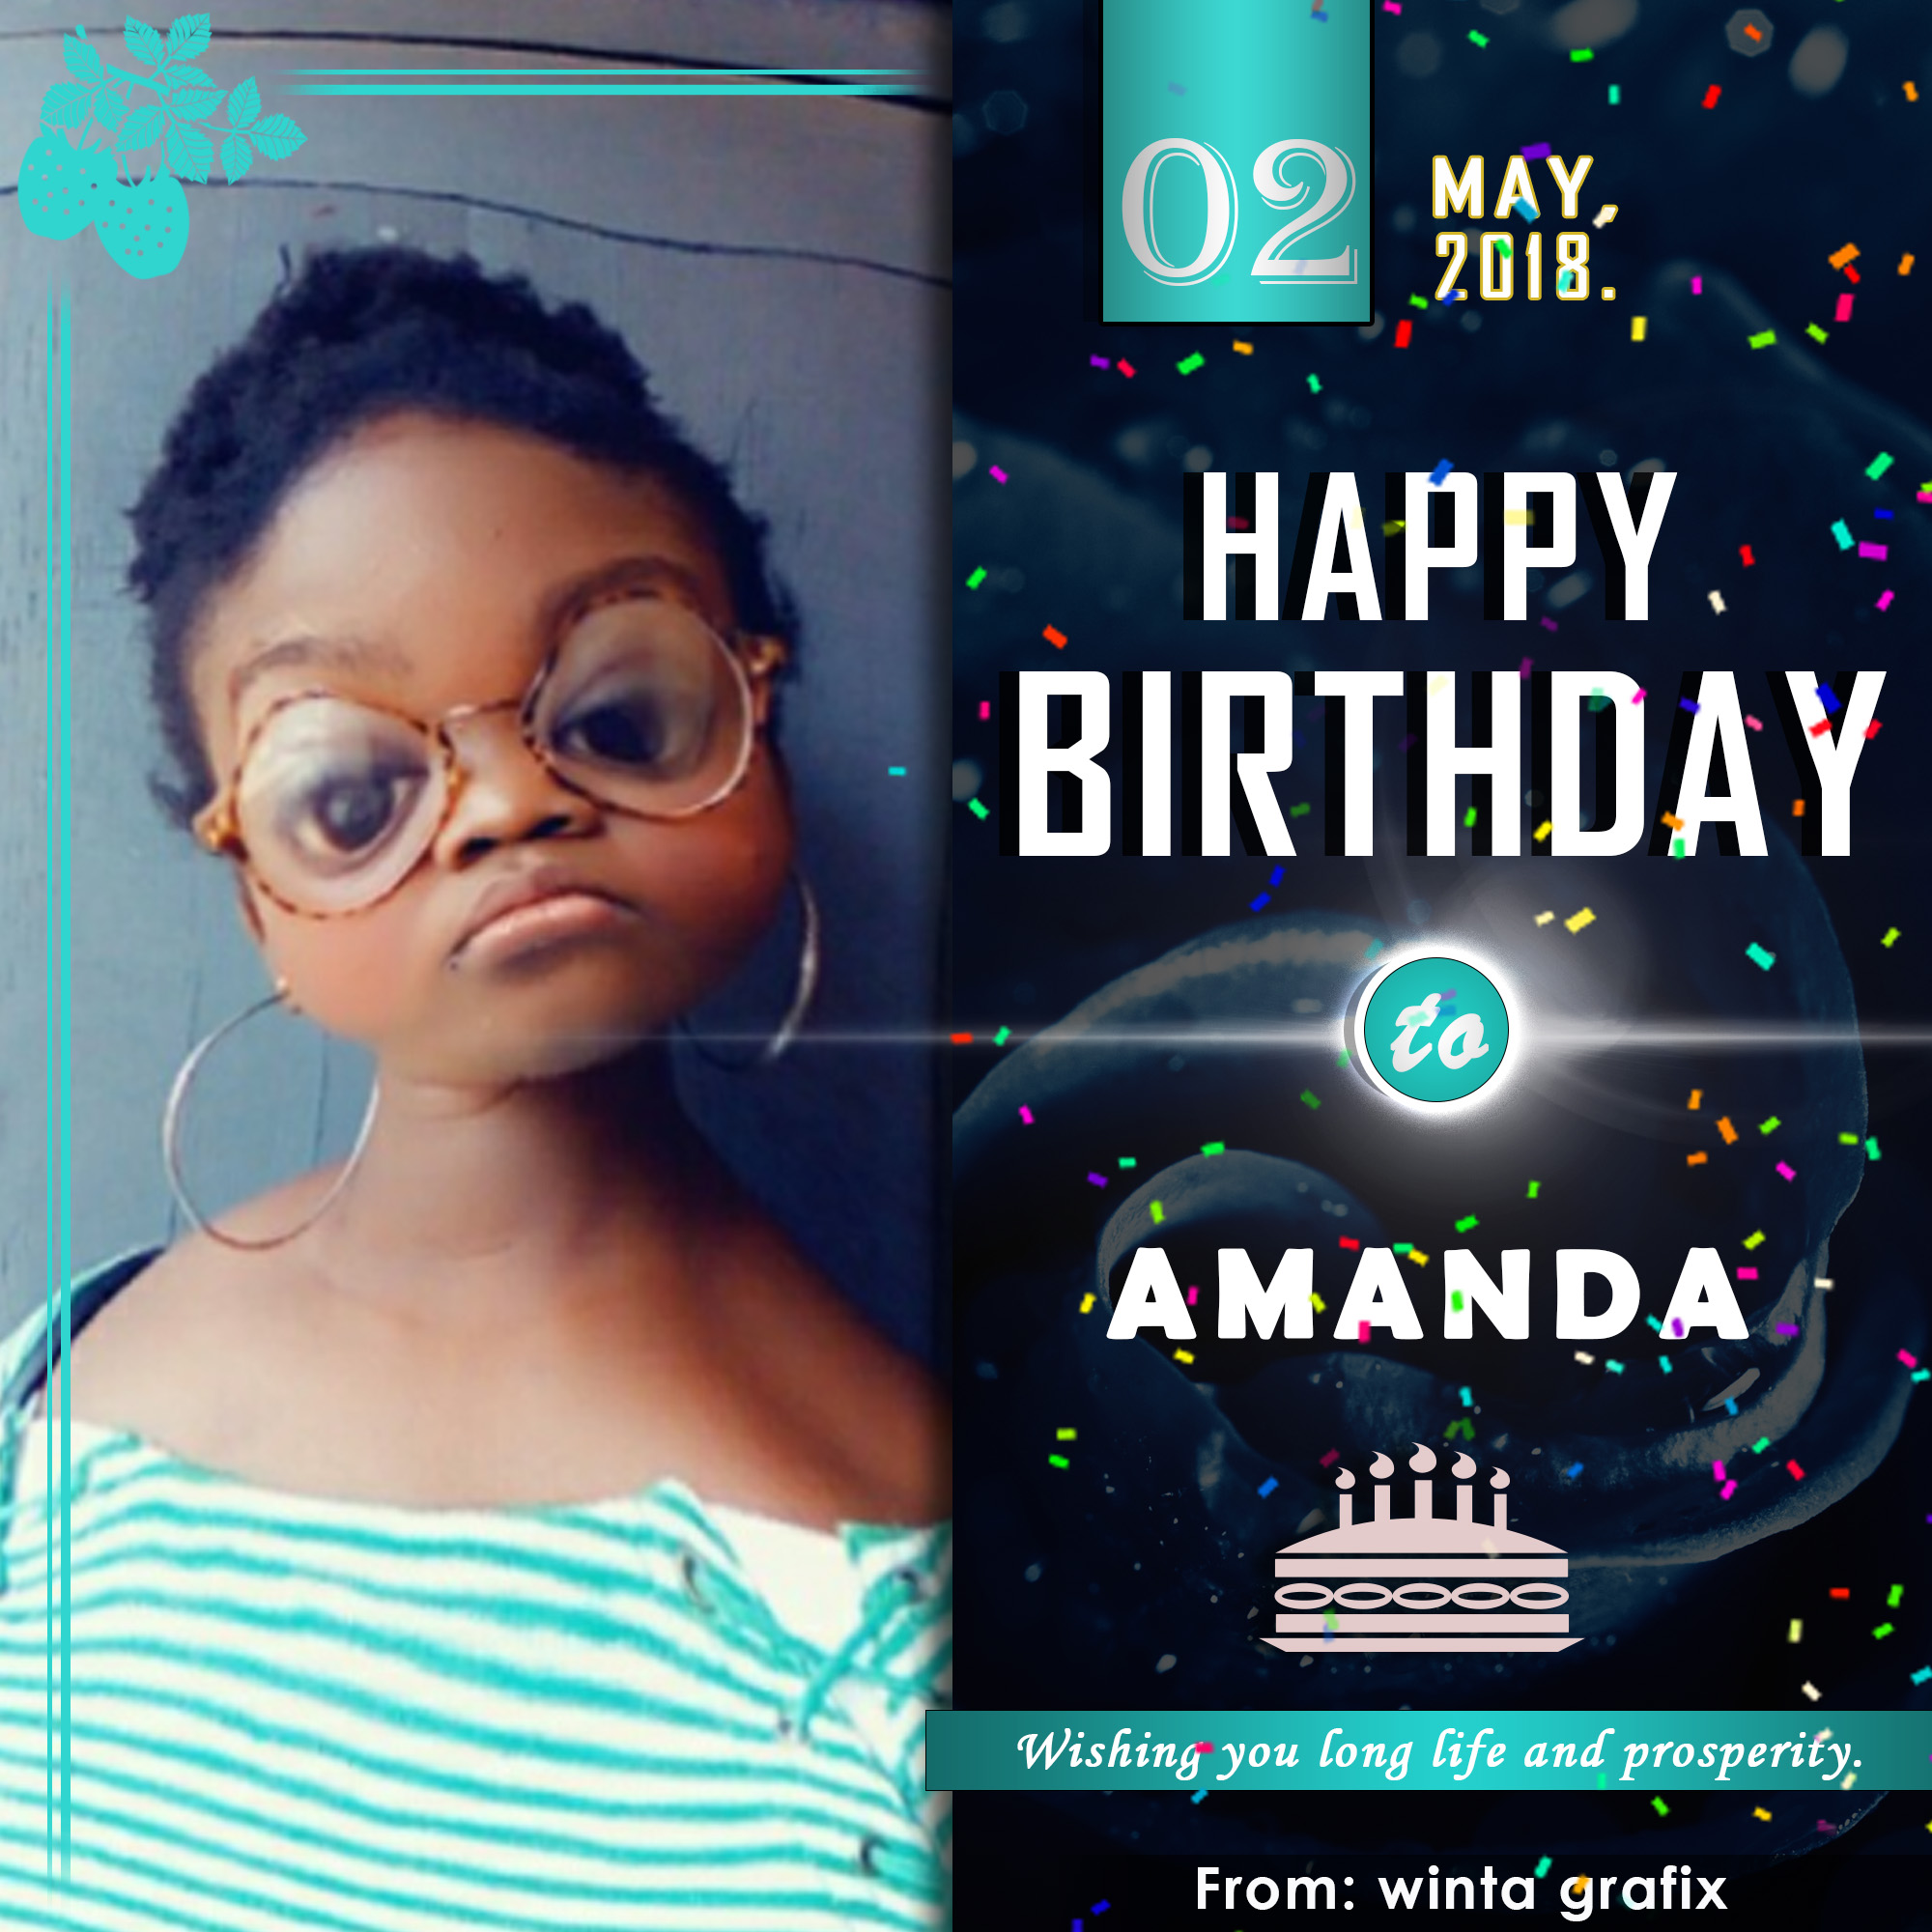 02
MAY,
2018.
HAPPY
BIRTHDAY
to
AMANDA
Wishing you long life and prosperity.
From: winta grafix